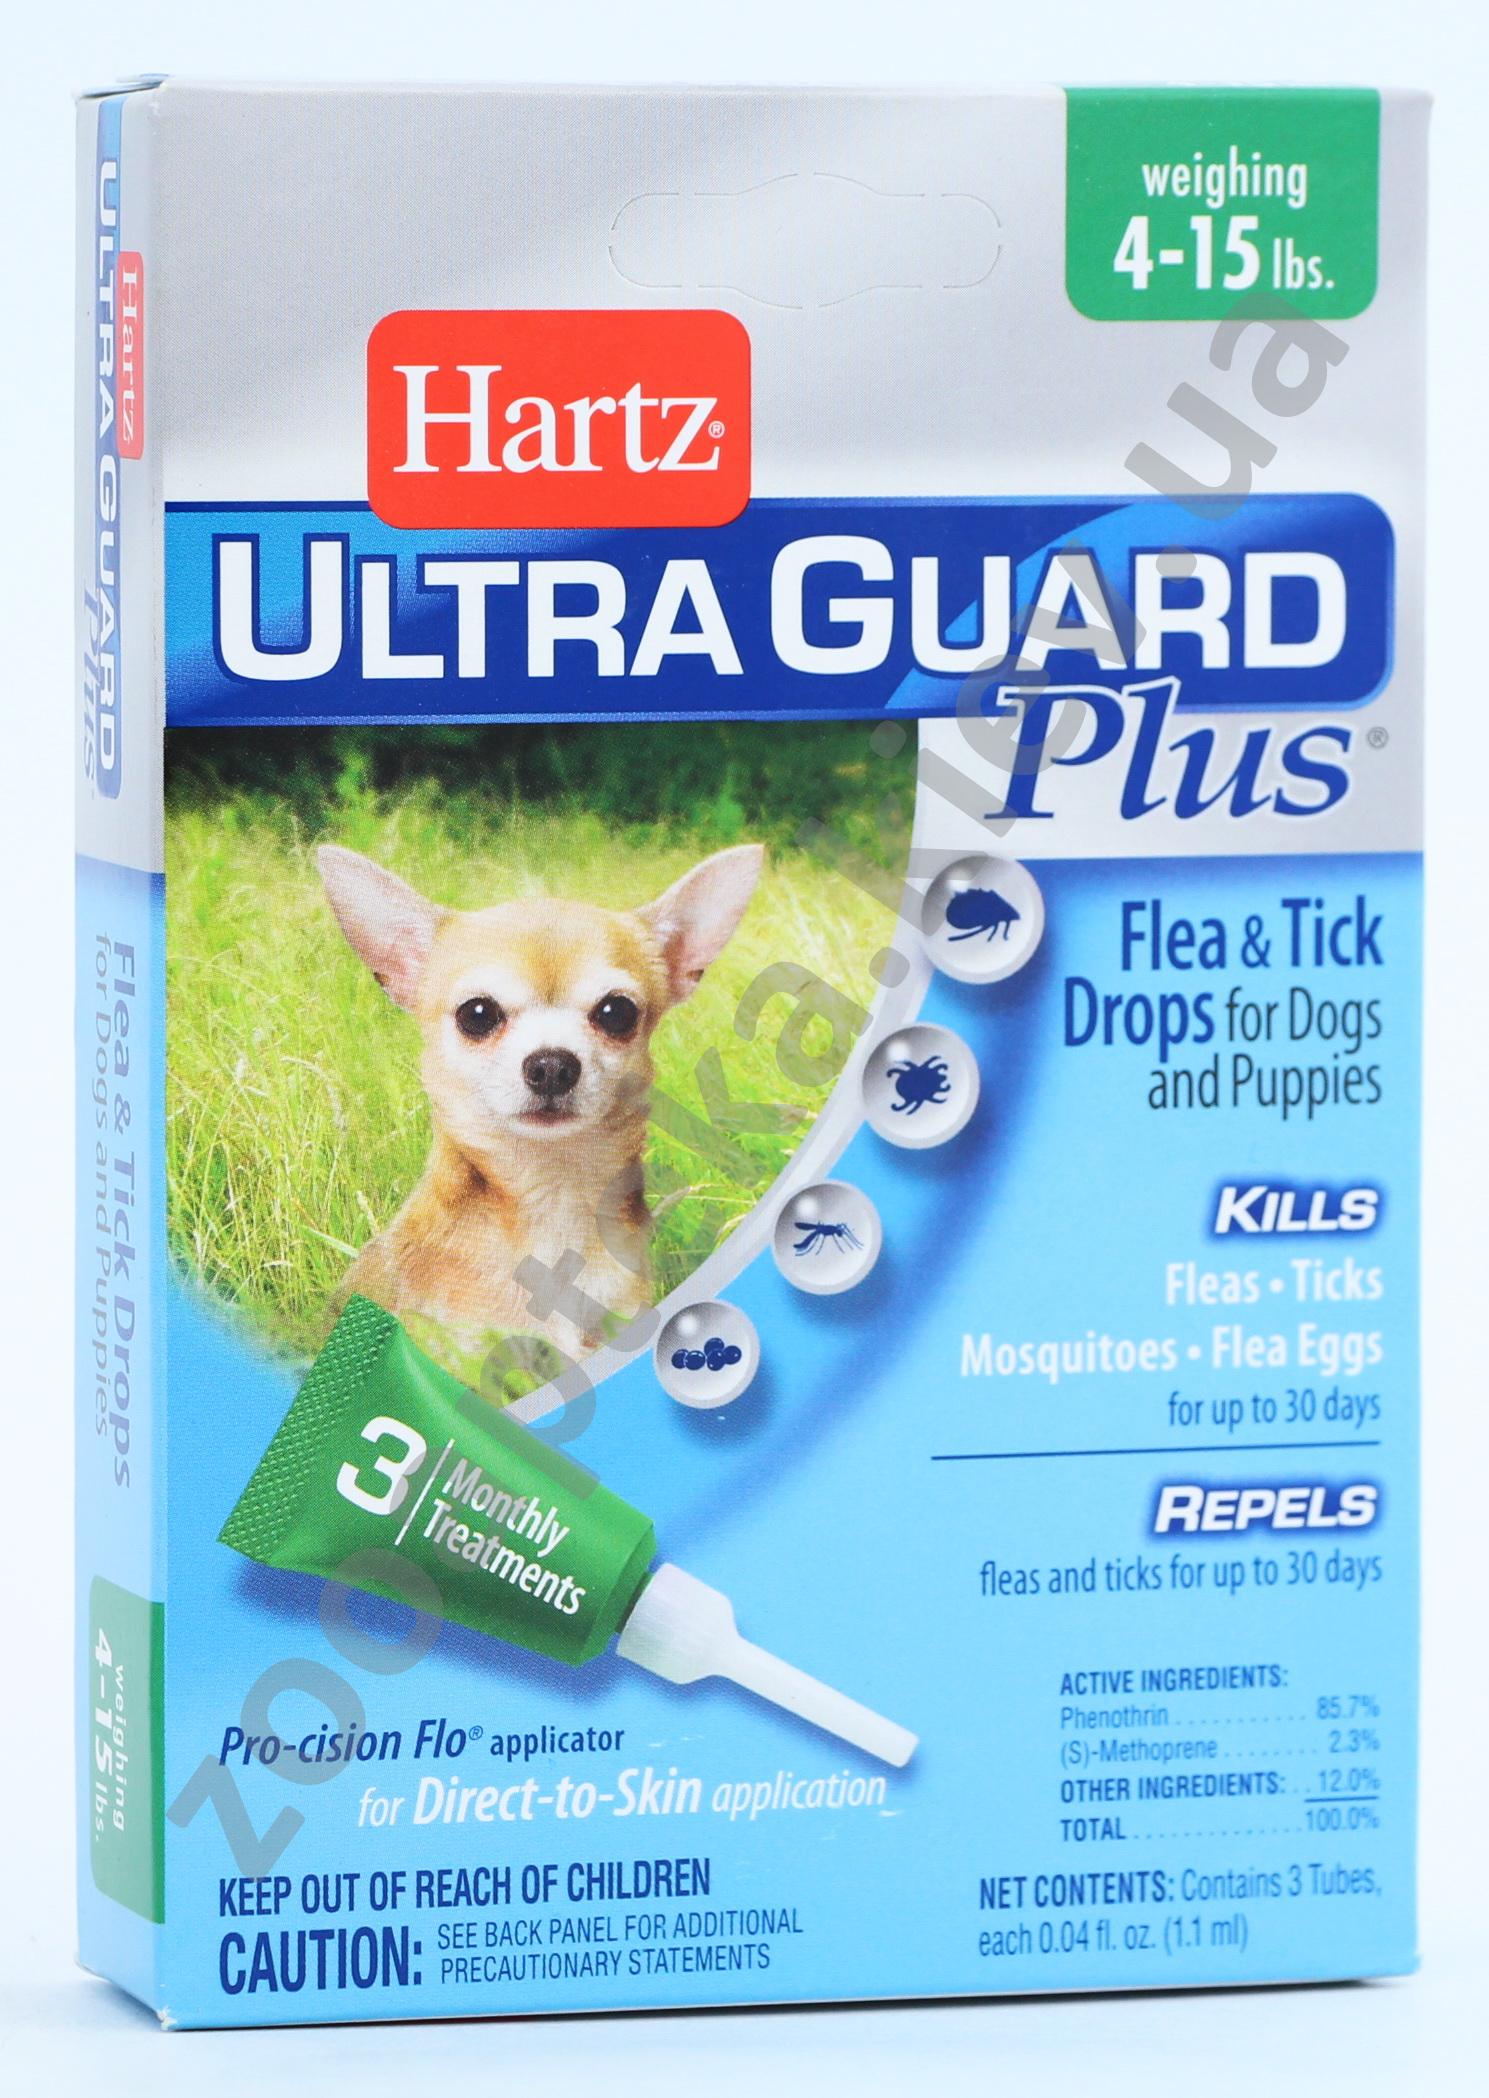 weighing
4-15 lbs.
Hartz®
ULTRA GUARD
Plus®
Flea & Tick
Drops for Dogs
and Puppies
KILLS
Fleas • Ticks
Mosquitoes • Flea Eggs
for up to 30 days
REPELS
fleas and ticks for up to 30 days
3 Monthly
Treatments
Pro-cision Flo® applicator
for Direct-to-Skin application
ACTIVE INGREDIENTS:
Phenothrin ........... 85.7%
(S)-Methoprene ........ 2.3%
OTHER INGREDIENTS: .. 12.0%
TOTAL ..............100.0%
KEEP OUT OF REACH OF CHILDREN
CAUTION: SEE BACK PANEL FOR ADDITIONAL
PRECAUTIONARY STATEMENTS
NET CONTENTS: Contains 3 Tubes,
each 0.04 fl. oz. (1.1 ml)
Hartz
ULTRA GUARD
Plus
Flea & Tick Drops
for Dogs and Puppies
weighing
4-15 lbs.
zooapteka.kiev.ua